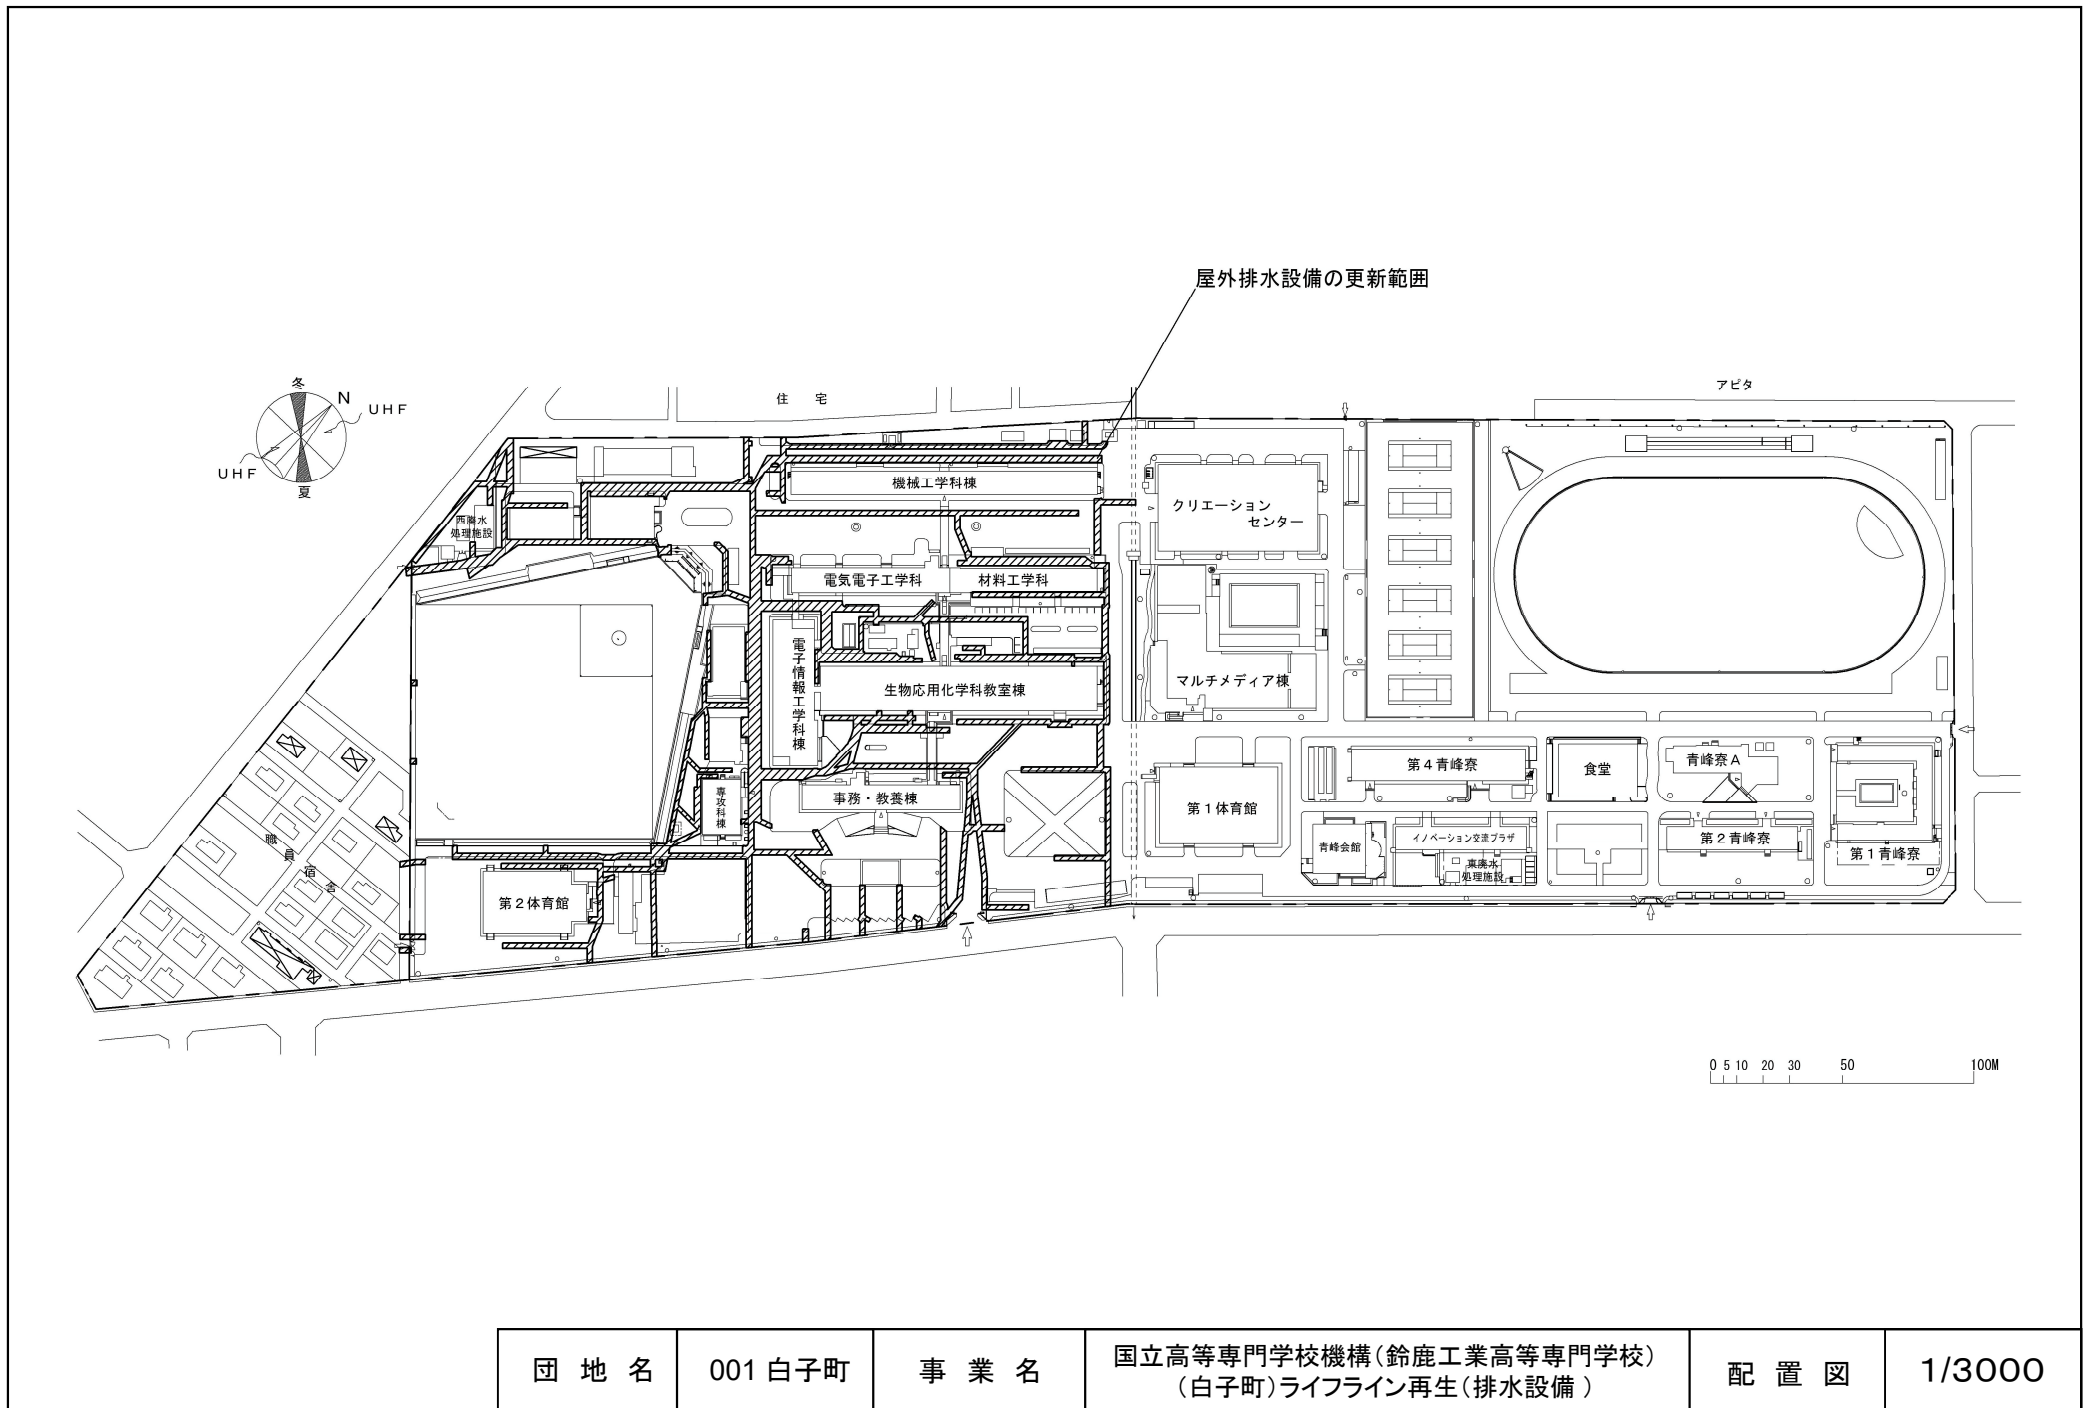 屋外排水設備の更新範囲
冬
N
UHF
UHF
夏
住 宅
アピタ
機械工学科棟
クリエーション
センター
西廃水
処理施設
電気電子工学科
材料工学科
電子情報工学科棟
生物応用化学科教室棟
マルチメディア棟
専攻科棟
事務・教養棟
第1体育館
第4青峰寮
食堂
青峰寮A
青峰会館
イノベーション交流プラザ
東廃水
処理施設
第2青峰寮
第1青峰寮
職員宿舎
第2体育館
0 5 10 20 30 50 100M
団 地 名
001 白子町
事 業 名
国立高等専門学校機構(鈴鹿工業高等専門学校)
(白子町)ライフライン再生(排水設備)
配 置 図
1/3000